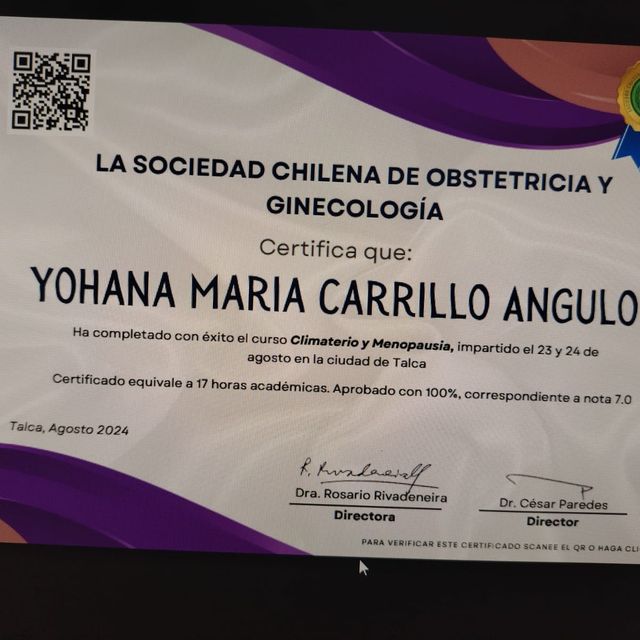 LA SOCIEDAD CHILENA DE OBSTETRICIA Y
GINECOLOGÍA
Certifica que:
YOHANA MARIA CARRILLO ANGULO
Ha completado con éxito el curso Climaterio y Menopausia, impartido el 23 y 24 de
agosto en la ciudad de Talca
Certificado equivale a 17 horas académicas. Aprobado con 100%, correspondiente a nota 7.0
Talca, Agosto 2024
Dra. Rosario Rivadeneira
Directora
Dr. César Paredes
Director
PARA VERIFICAR ESTE CERTIFICADO SCANEE EL QR O HAGA